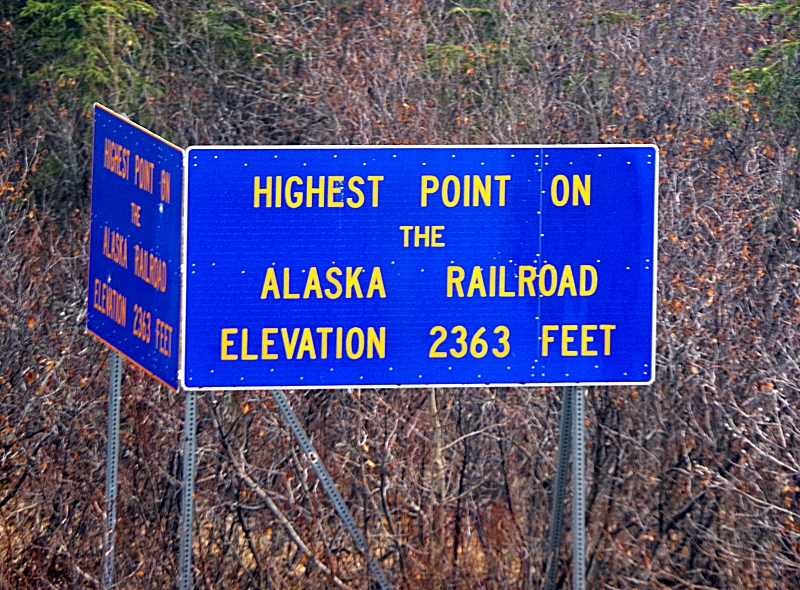 HIGHEST POINT ON
THE
ALASKA RAILROAD
ELEVATION 2363 FEET
HIGHEST POINT ON
THE
ALASKA RAILROAD
ELEVATION 2363 FEET